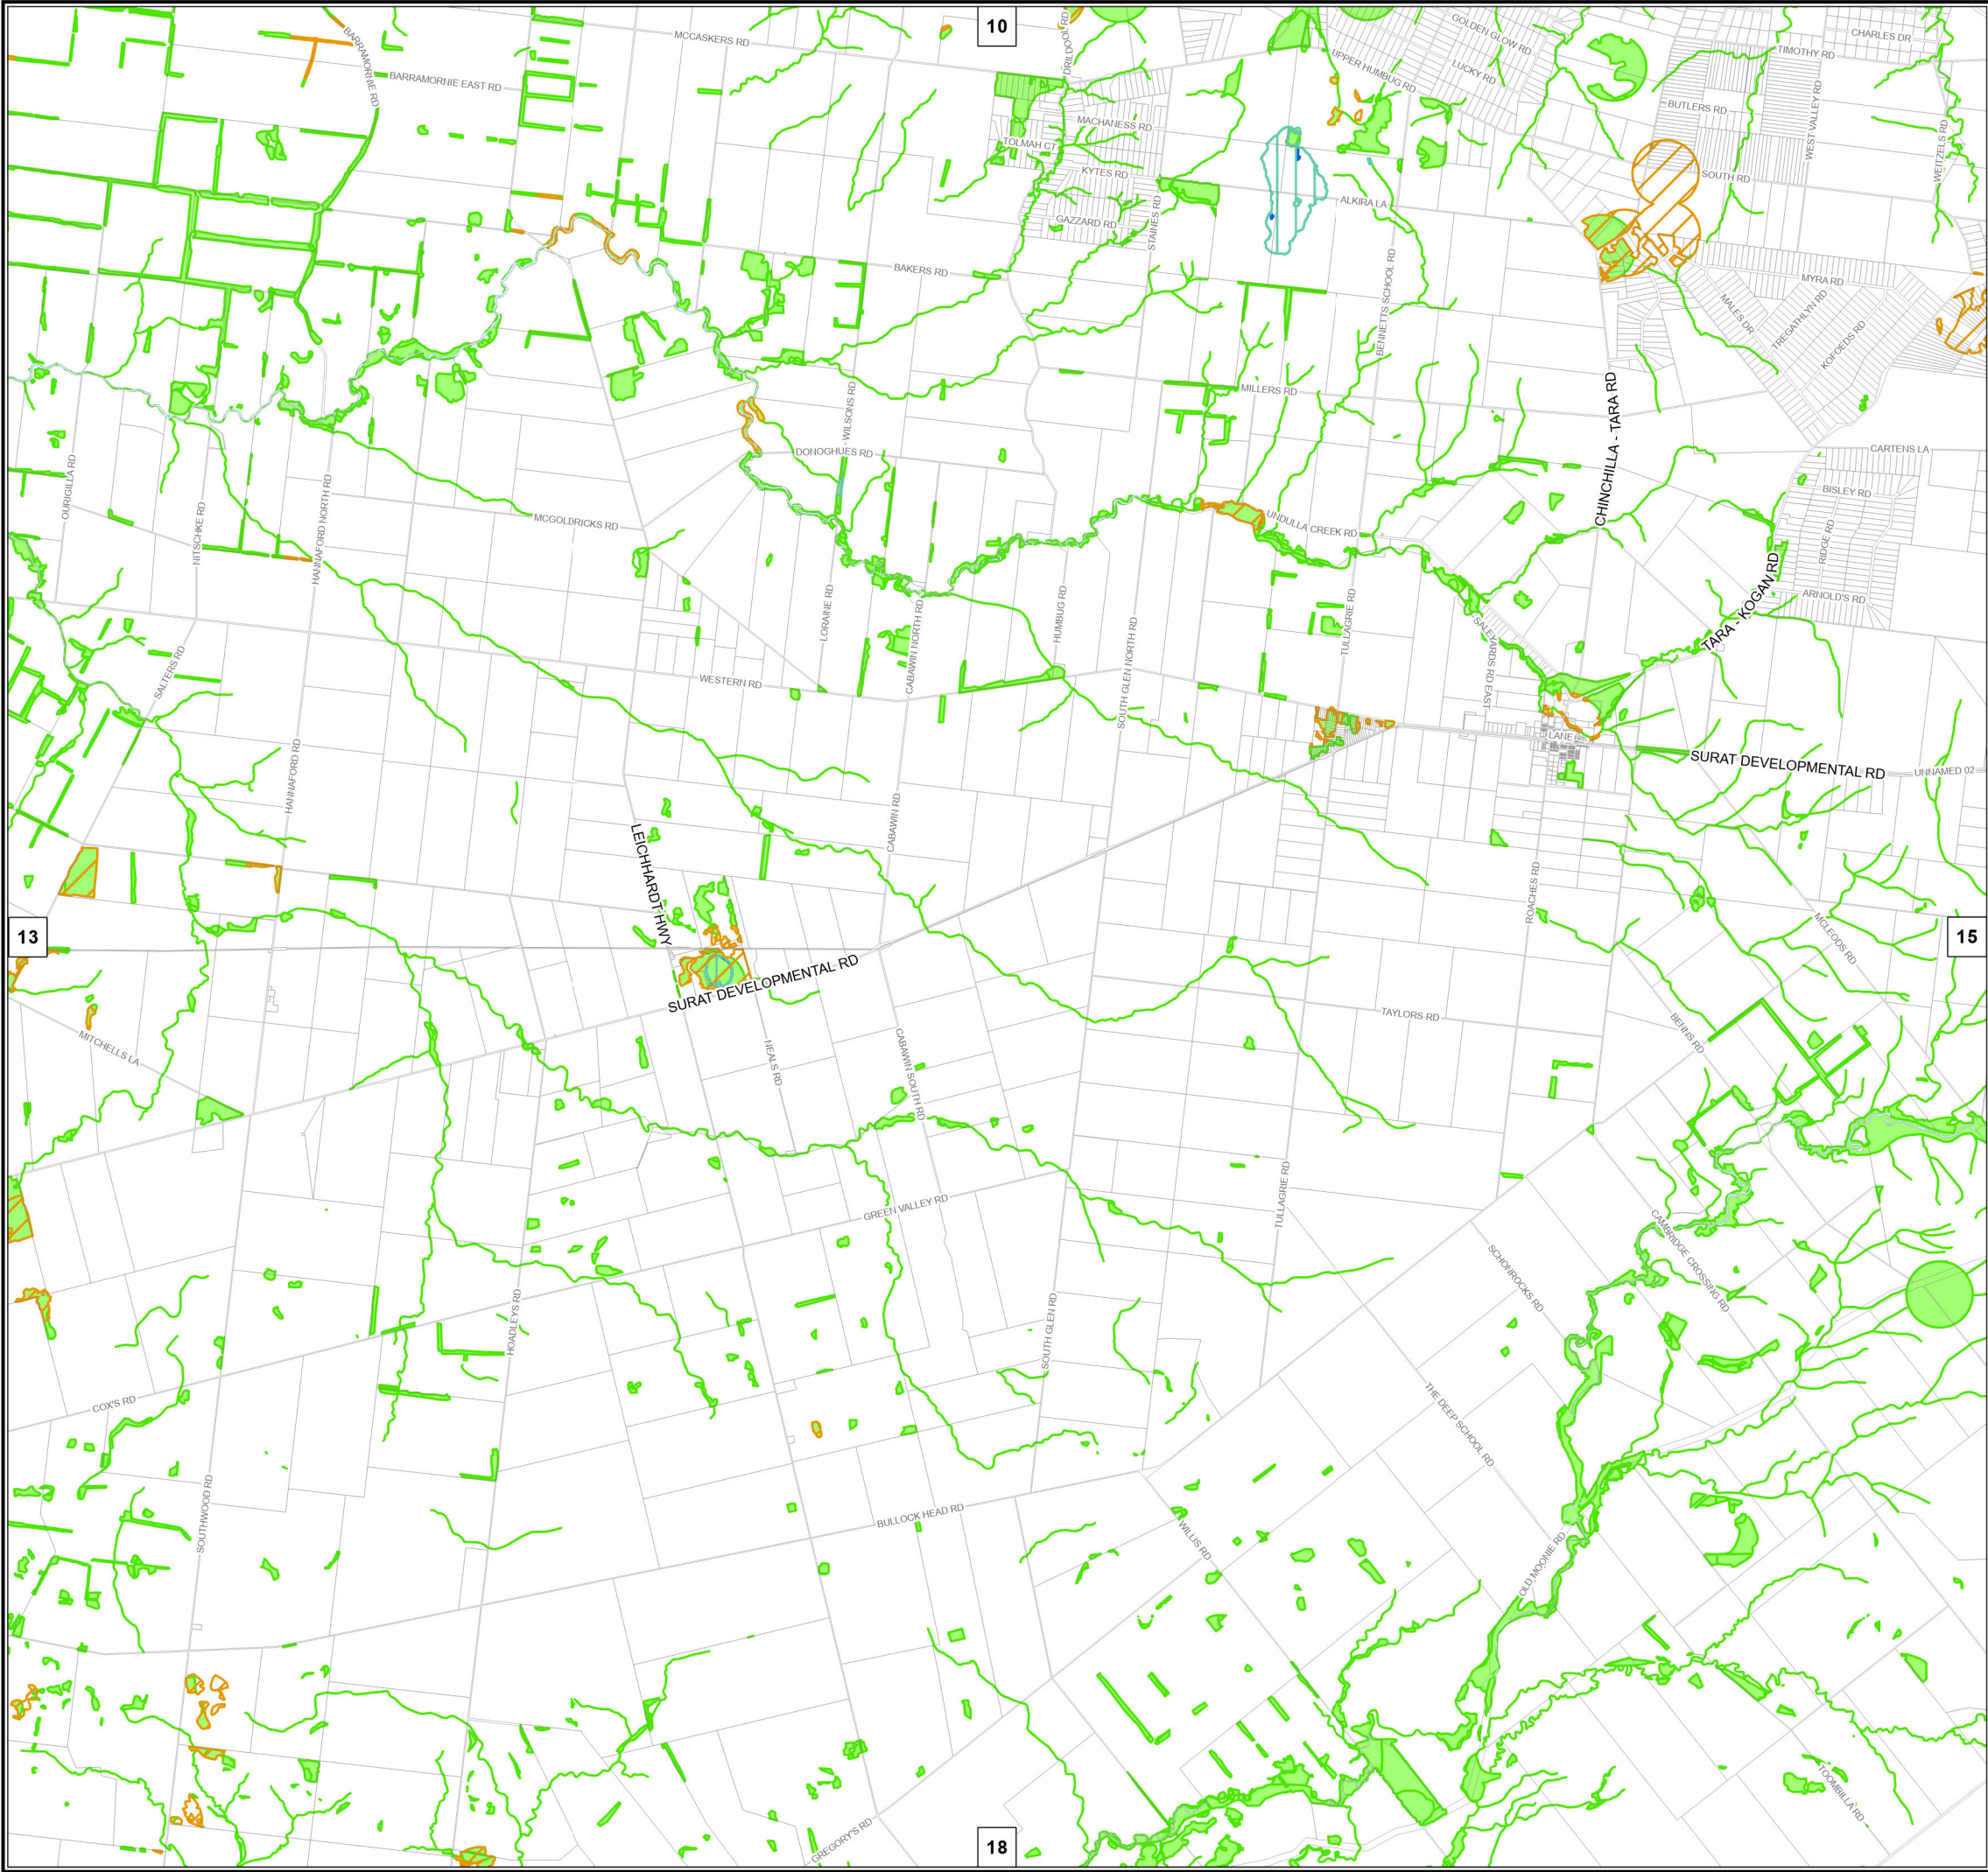 10
GOLDEN GLOW RD
CHARLES DR
MCCASKERS RD
DRILLDOOL RD
TIMOTHY RD
UPPER HUMBUG RD
LUCKY RD
BARRAMORNIE RD
BARRAMORNIE EAST RD
BUTLERS RD
WEST VALLEY RD
WEITZELS RD
MACHANESS RD
TOLMAH CT
KYTES RD
SOUTH RD
ALKIRA LA
GAZZARD RD
STAINES RD
BAKERS RD
BENNETTS SCHOOL RD
MYRA RD
MALES DR
TREGATHLYN RD
KOFOEDS RD
MILLERS RD
WILSONS RD
CHINCHILLA - TARA RD
DONOGHUES RD
CARTENS LA
OURIGILLA RD
BISLEY RD
NITSCHKE RD
HANNAFORD NORTH RD
MCGOLDRICKS RD
UNDULLA CREEK RD
RIDGE RD
TARA - KOGAN RD
ARNOLD'S RD
LORAINE RD
CABAWIN NORTH RD
HUMBUG RD
TULLAGRIE RD
SALEYARDS RD EAST
SALTERS RD
WESTERN RD
SOUTH GLEN NORTH RD
LANE
SURAT DEVELOPMENTAL RD
UNNAMED 02
HANNAFORD RD
LEICHHARDT HWY
CABAWIN RD
ROACHES RD
MCLEODS RD
13
15
SURAT DEVELOPMENTAL RD
TAYLORS RD
BEHNS RD
MITCHELLS LA
NEALS RD
CABAWIN SOUTH RD
TULLAGRIE RD
GREEN VALLEY RD
CAMBRIDGE CROSSING RD
SCHONROCKS RD
HOADLEYS RD
SOUTH GLEN RD
COX'S RD
THE DEEP SCHOOL RD
SOUTHWOOD RD
BULLOCK HEAD RD
WILLIS RD
OLD MOONIE RD
TOOMBILLA RD
GREGORY'S RD
18